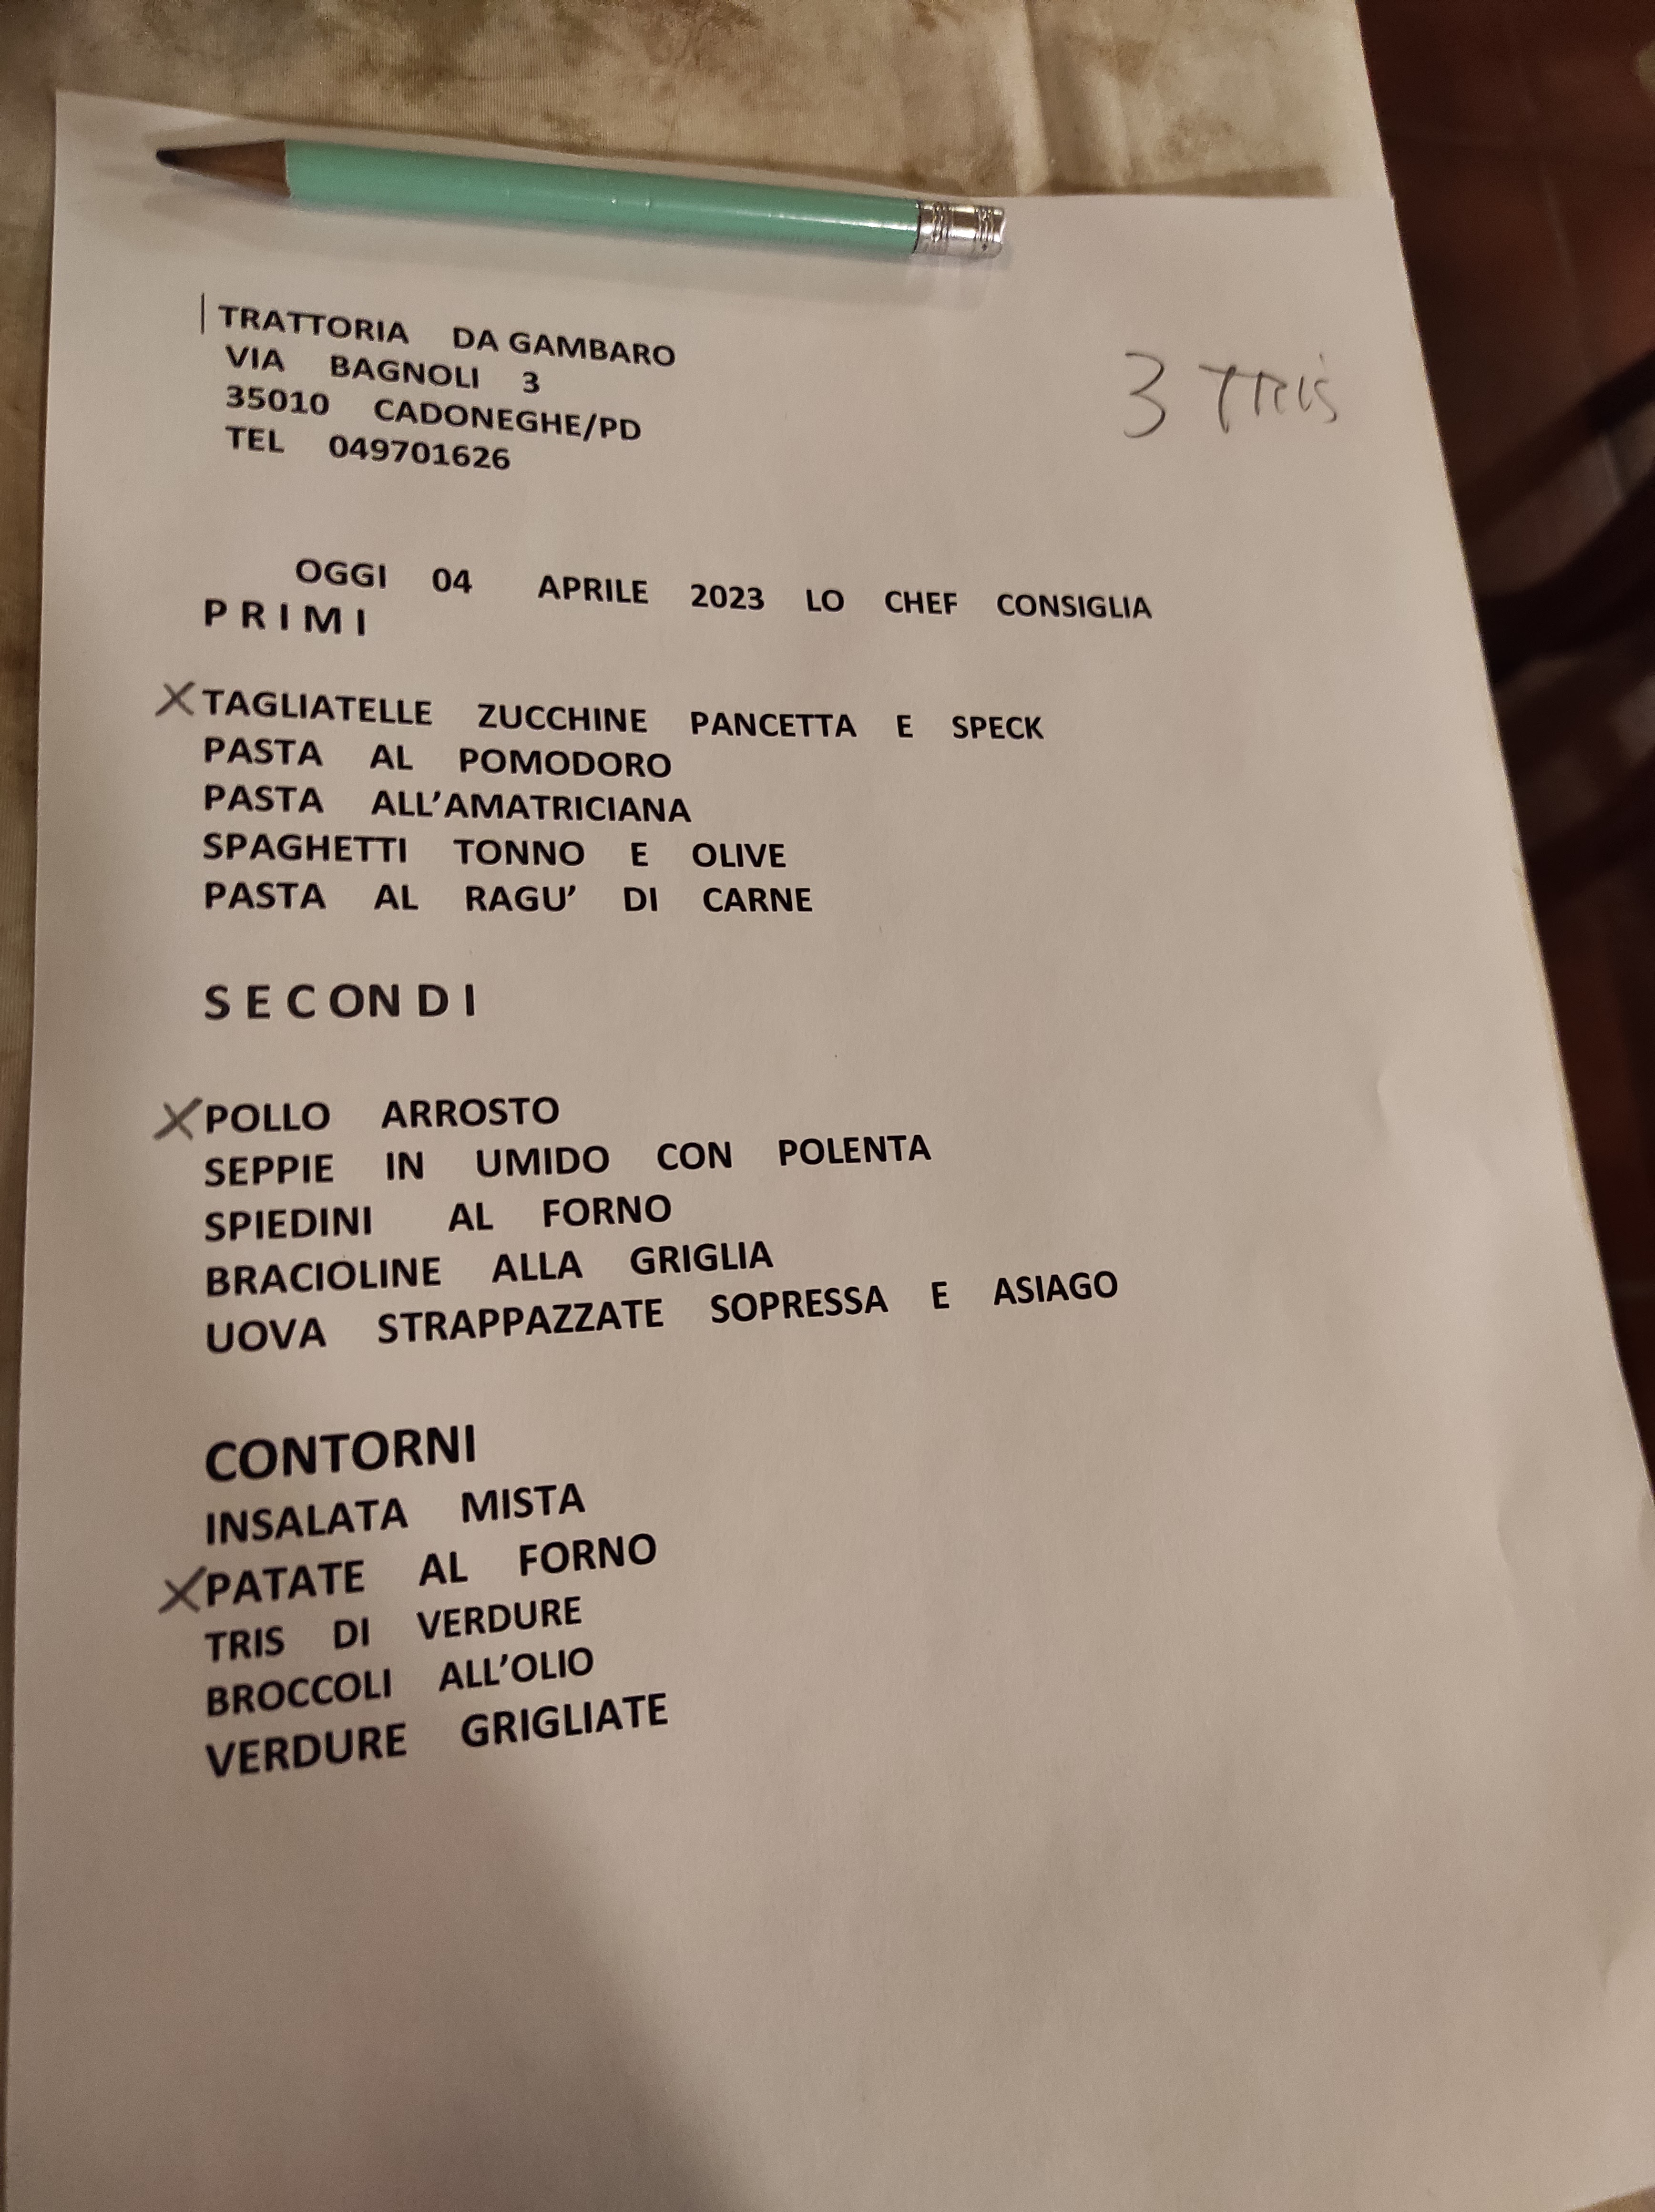 TRATTORIA DA GAMBARO
VIA BAGNOLI 3
35010 CADONEGHE/PD
TEL 049701626
3 TRIS
OGGI 04 APRILE 2023 LO CHEF CONSIGLIA
PRIMI
X TAGLIATELLE ZUCCHINE PANCETTA E SPECK
PASTA AL POMODORO
PASTA ALL'AMATRICIANA
SPAGHETTI TONNO E OLIVE
PASTA AL RAGU' DI CARNE
SECONDI
X POLLO ARROSTO
SEPPIE IN UMIDO CON POLENTA
SPIEDINI AL FORNO
BRACIOLINE ALLA GRIGLIA
UOVA STRAPPAZZATE SOPRESSA E ASIAGO
CONTORNI
INSALATA MISTA
X PATATE AL FORNO
TRIS DI VERDURE
BROCCOLI ALL'OLIO
VERDURE GRIGLIATE